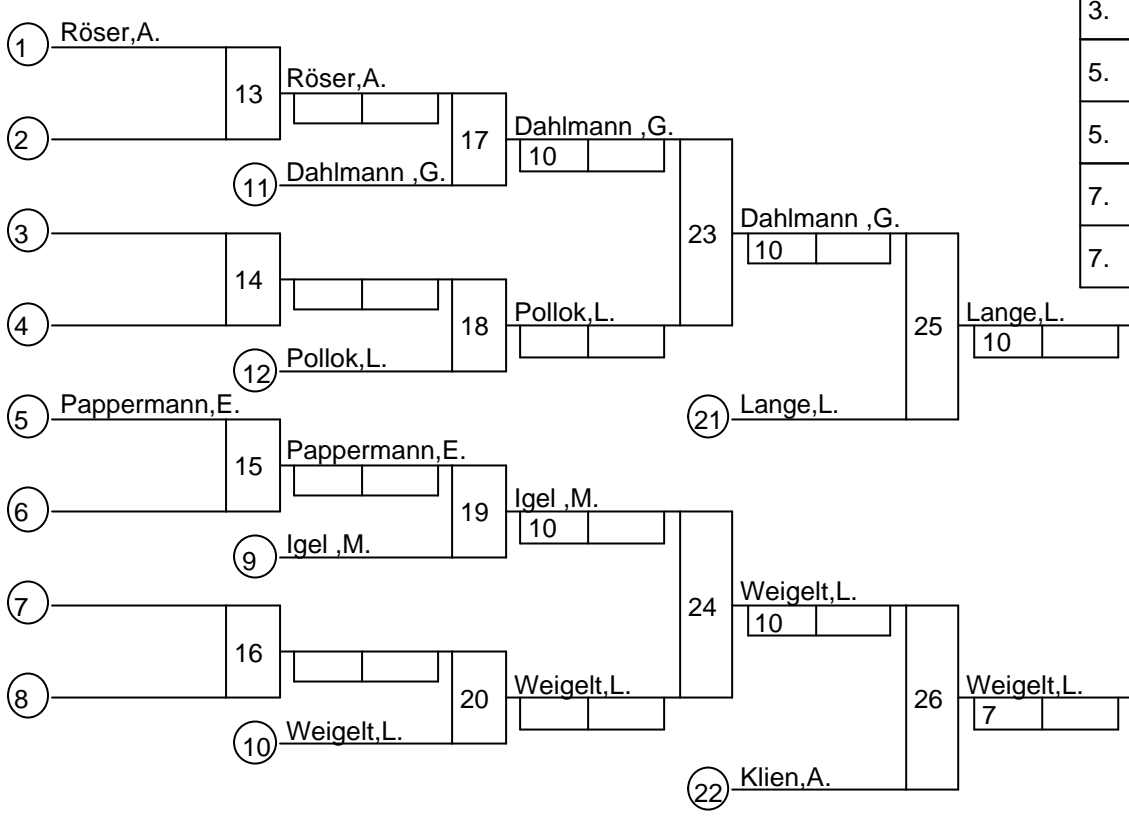 3.
1 Röser,A.
13 Röser,A.
5.
2
17 Dahlmann ,G.
10
5.
11 Dahlmann ,G.
3
23 Dahlmann ,G.
10
7.
14
7.
4
18 Pollok,L.
25 Lange,L.
10
12 Pollok,L.
5 Pappermann,E.
21 Lange,L.
15 Pappermann,E.
6
19 Igel ,M.
10
9 Igel ,M.
7
24 Weigelt,L.
10
16
8
20 Weigelt,L.
26 Weigelt,L.
7
10 Weigelt,L.
22 Klien,A.